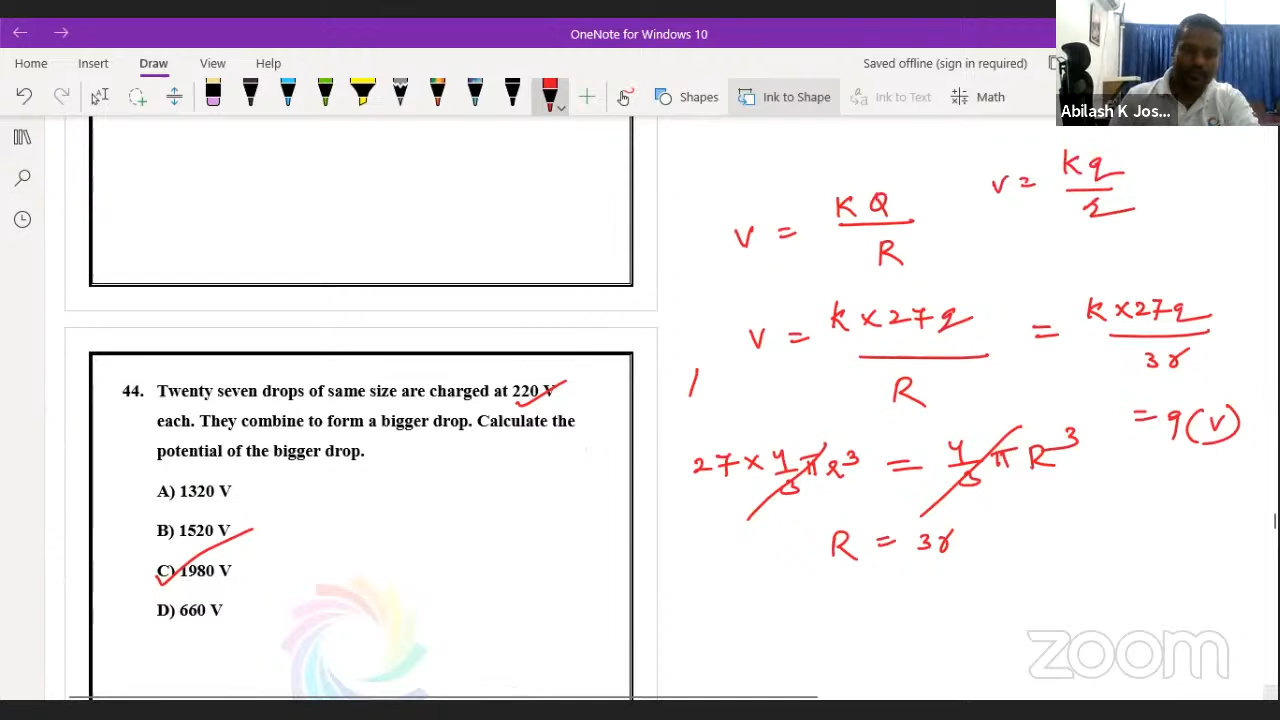 OneNote for Windows 10
Home Insert Draw View Help Saved offline (sign in required)
Shapes Ink to Shape Ink to Text Math
Abilash K Jos...
44. Twenty seven drops of same size are charged at 220 V
each. They combine to form a bigger drop. Calculate the
potential of the bigger drop.
A) 1320 V
B) 1520 V
C) 1980 V
D) 660 V
v = kq / r
V = KQ / R
V = k × 27q / R = k × 27q / 3r
= 9(v)
27 × 4/3 π r³ = 4/3 π R³
R = 3r
zoom